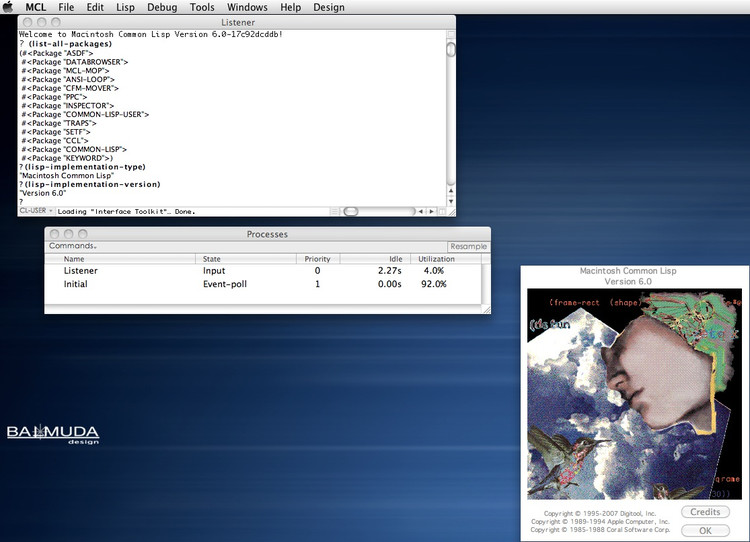 MCL File Edit Lisp Debug Tools Windows Help Design
Listener
Welcome to Macintosh Common Lisp Version 6.0-17c92dcddb!
? (list-all-packages)
(#<Package "ASDF">
#<Package "DATABROWSER">
#<Package "MCL-MOP">
#<Package "ANSI-LOOP">
#<Package "CFM-MOVER">
#<Package "PPC">
#<Package "INSPECTOR">
#<Package "COMMON-LISP-USER">
#<Package "TRAPS">
#<Package "SETF">
#<Package "CCL">
#<Package "COMMON-LISP">
#<Package "KEYWORD">)
? (lisp-implementation-type)
"Macintosh Common Lisp"
? (lisp-implementation-version)
"Version 6.0"
?
CL-USER Loading "Interface Toolkit"… Done.
Processes
Commands
Resample
Name State Priority Idle Utilization
Listener Input 0 2.27s 4.0%
Initial Event-poll 1 0.00s 92.0%
BAMUDA
design
Macintosh Common Lisp
Version 6.0
(frame-rect (shape)
Copyright © 1995-2007 Digitool, Inc.
Copyright © 1989-1994 Apple Computer, Inc.
Copyright © 1985-1988 Coral Software Corp.
Credits
OK